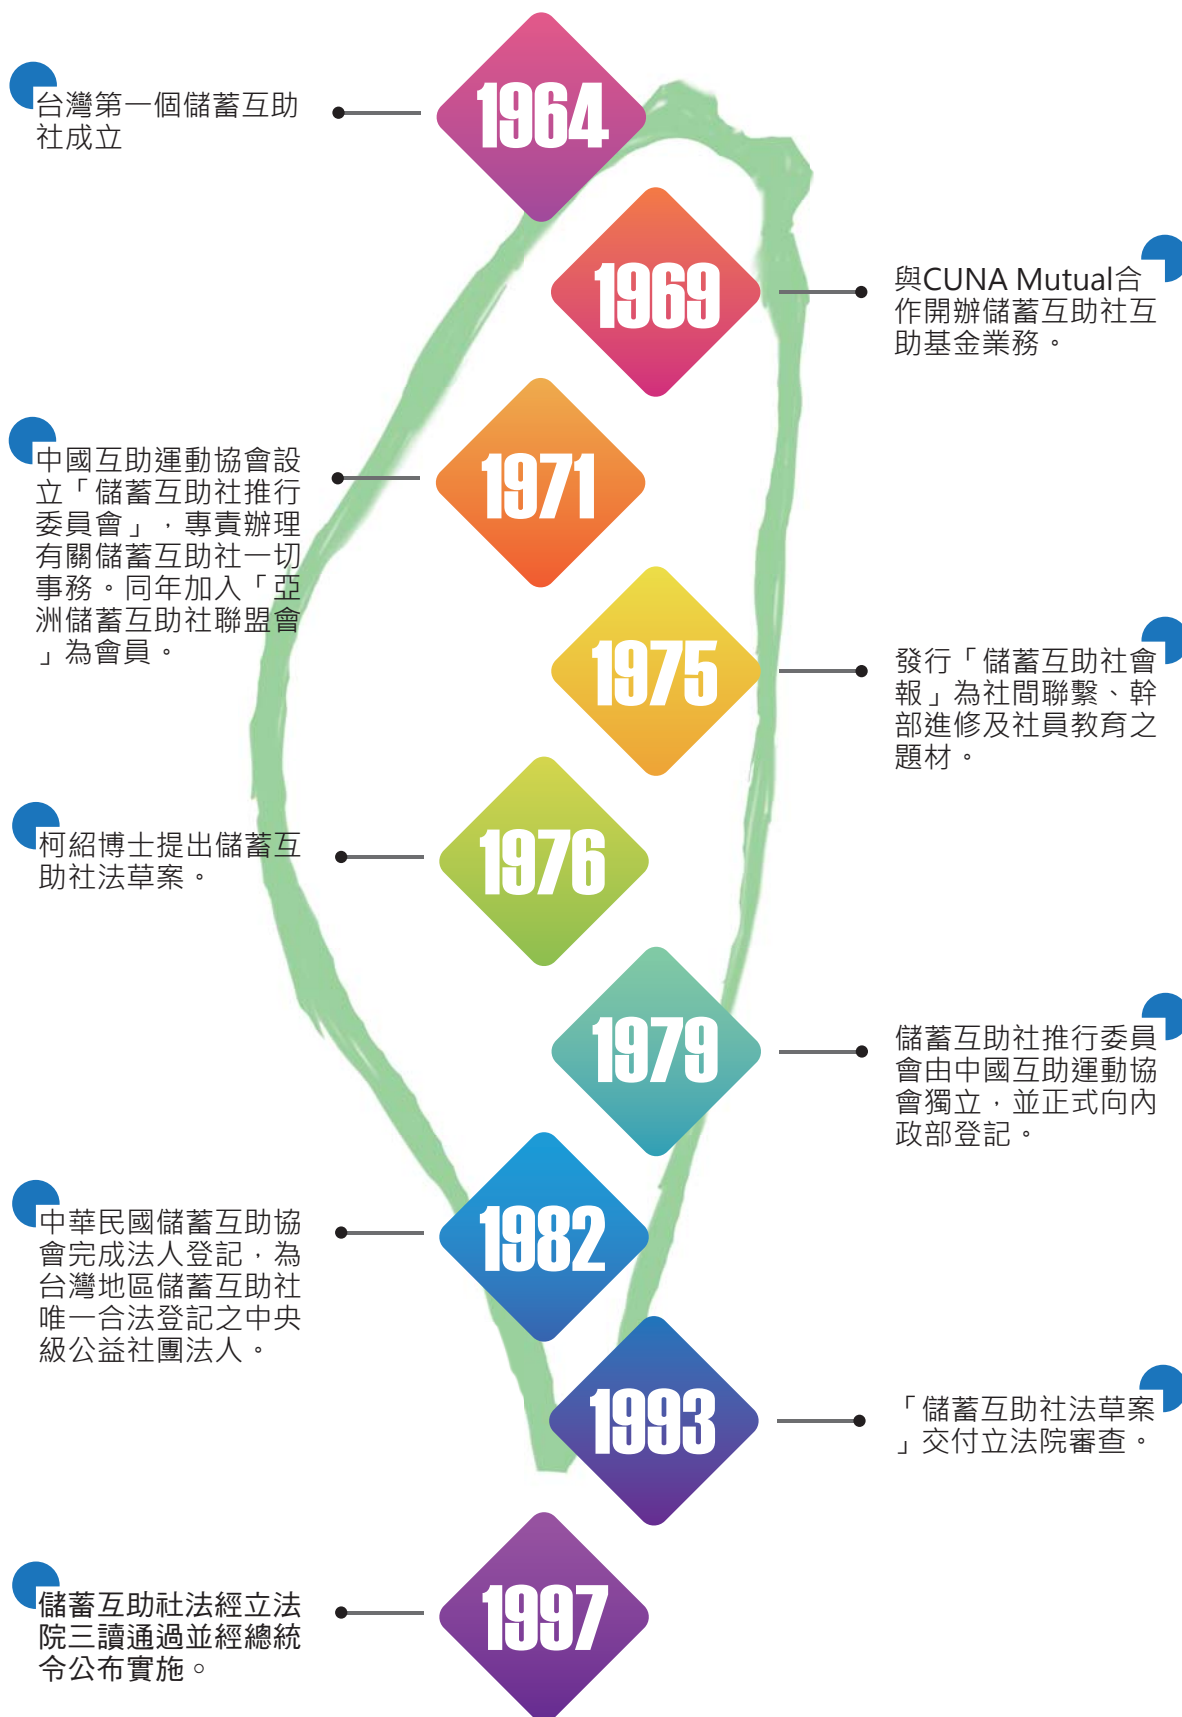 1964
台灣第一個儲蓄互助
社成立
1969
與CUNA Mutual合
作開辦儲蓄互助社互
助基金業務。
1971
中國互助運動協會設
立「儲蓄互助社推行
委員會」，專責辦理
有關儲蓄互助社一切
事務。同年加入「亞
洲儲蓄互助社聯盟會
」為會員。
1975
發行「儲蓄互助社會
報」為社間聯繫、幹
部進修及社員教育之
題材。
1976
柯紹博士提出儲蓄互
助社法草案。
1979
儲蓄互助社推行委員
會由中國互助運動協
會獨立，並正式向內
政部登記。
1982
中華民國儲蓄互助協
會完成法人登記，為
台灣地區儲蓄互助社
唯一合法登記之中央
級公益社團法人。
1993
「儲蓄互助社法草案
」交付立法院審查。
1997
儲蓄互助社法經立法
院三讀通過並經總統
令公布實施。